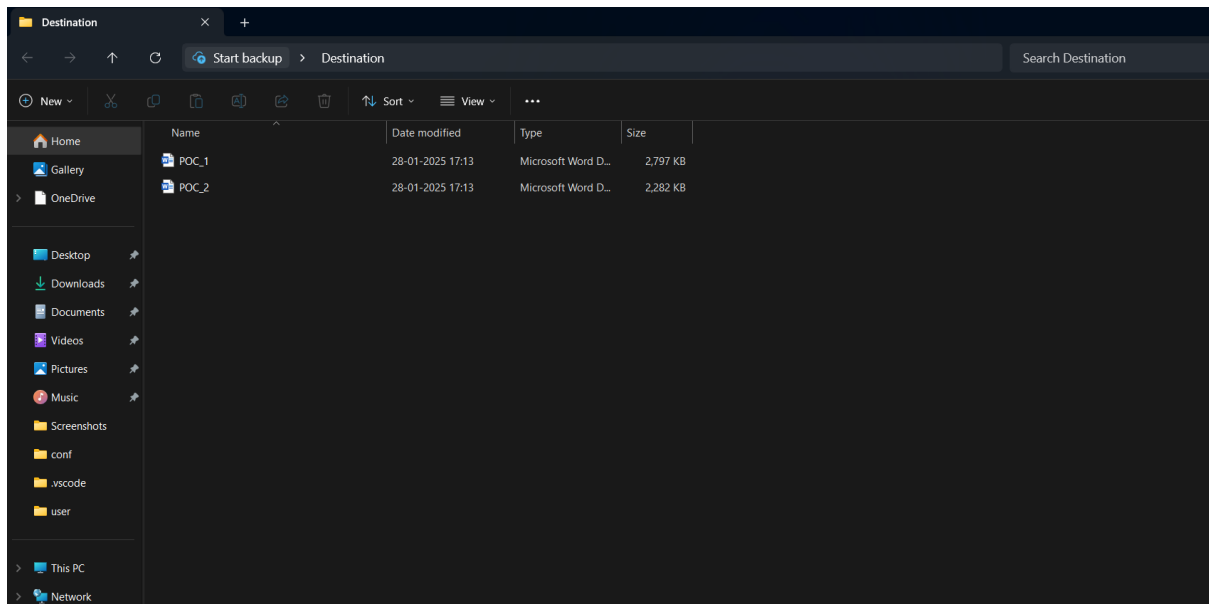 Destination
Start backup > Destination
Search Destination
New
Sort
View
Name Date modified Type Size
POC_1 28-01-2025 17:13 Microsoft Word D... 2,797 KB
POC_2 28-01-2025 17:13 Microsoft Word D... 2,282 KB
Home
Gallery
OneDrive
Desktop
Downloads
Documents
Videos
Pictures
Music
Screenshots
conf
.vscode
user
This PC
Network